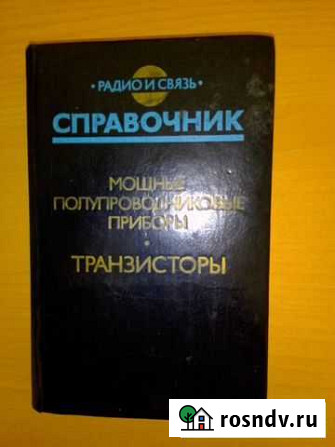 • РАДИО И СВЯЗЬ •
СПРАВОЧНИК
МОЩНЫЕ
ПОЛУПРОВОДНИКОВЫЕ
ПРИБОРЫ
•
ТРАНЗИСТОРЫ
rosndv.ru